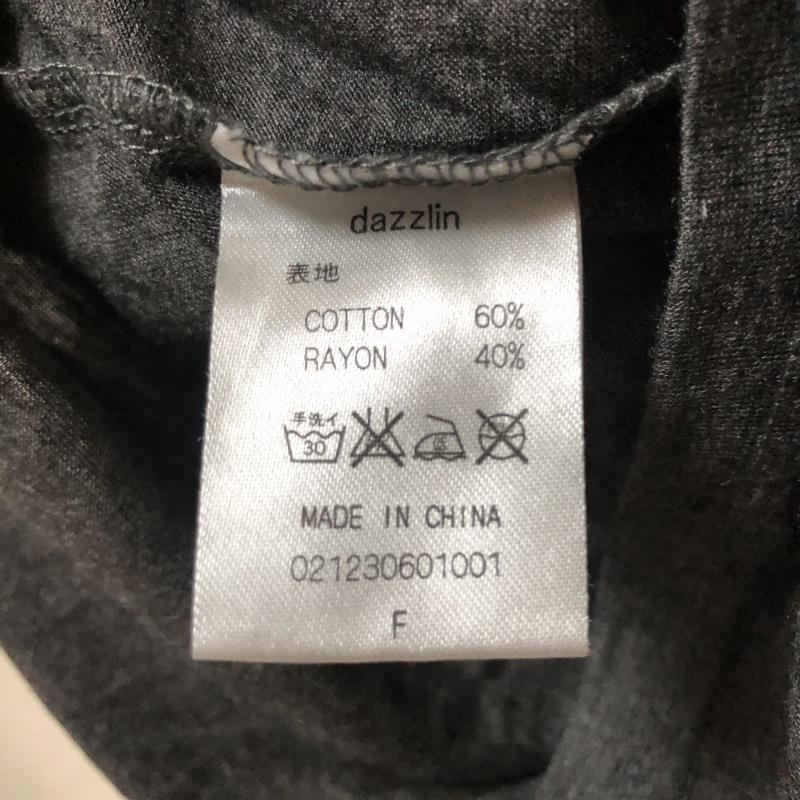 dazzlin
表地
COTTON 60%
RAYON 40%
手洗イ
30
MADE IN CHINA
021230601001
F